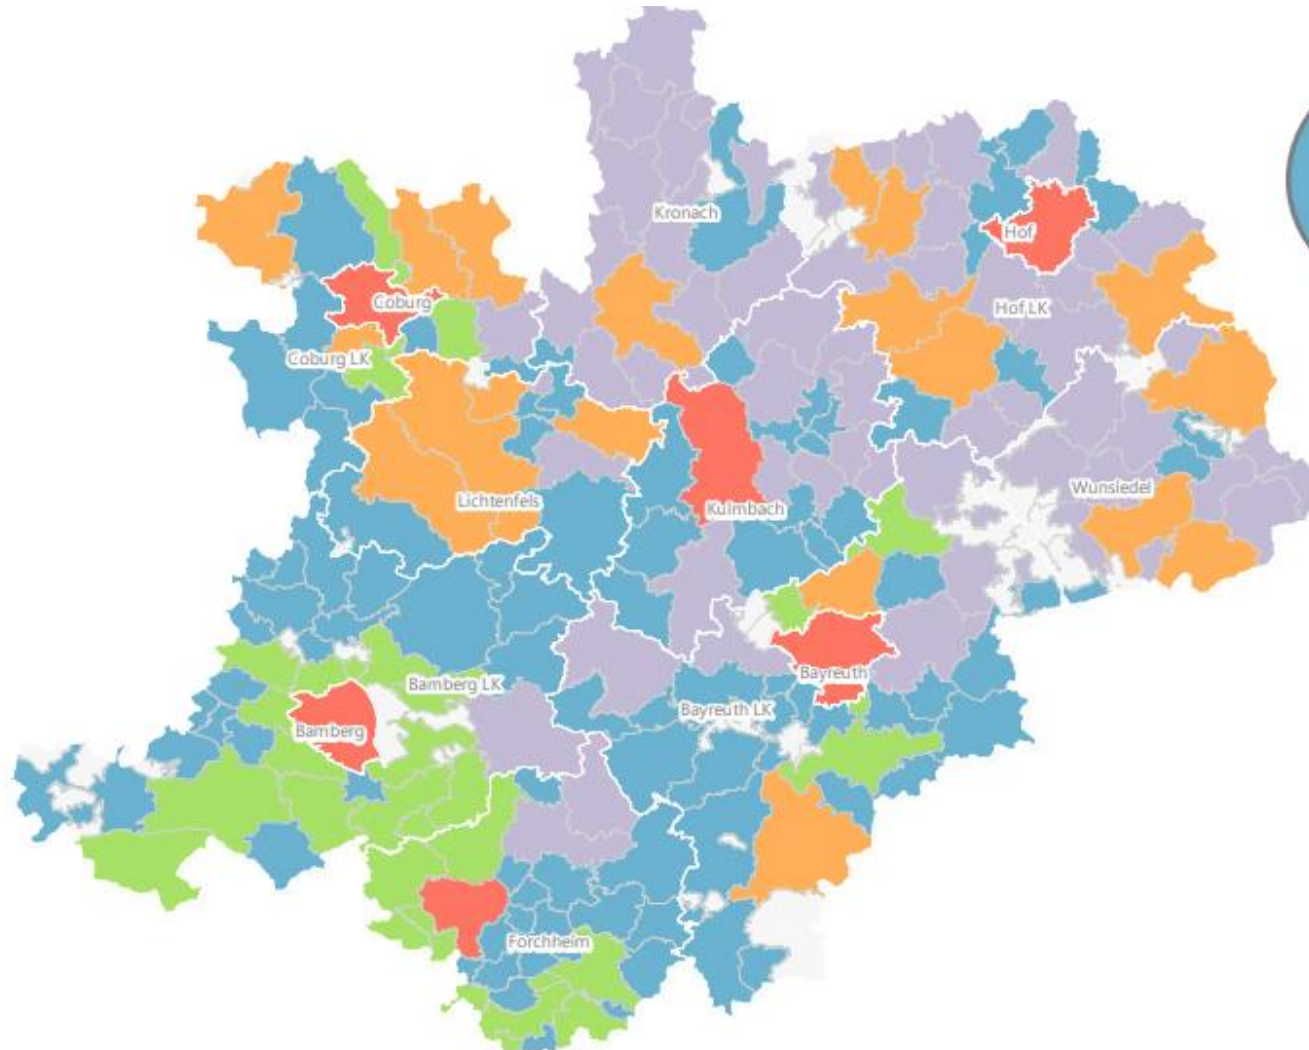 Kronach
Hof
Coburg
Hof LK
Coburg LK
Wunsiedel
Lichtenfels
Kulmbach
Bayreuth
Bamberg LK
Bayreuth LK
Bamberg
Forchheim